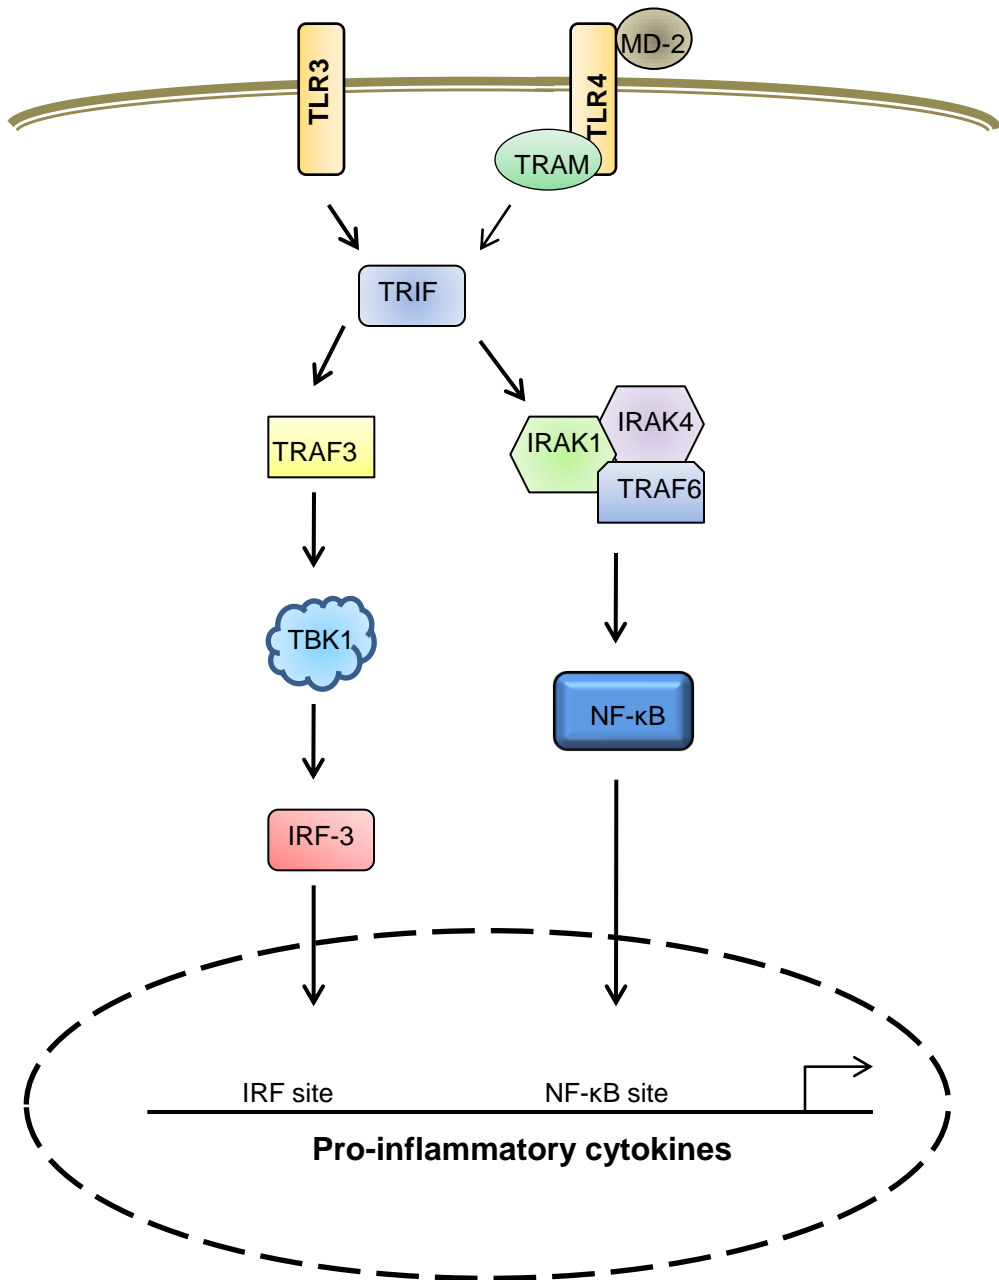 TLR3
TLR4
MD-2
TRAM
TRIF
TRAF3
IRAK1
IRAK4
TRAF6
TBK1
NF-κB
IRF-3
IRF site
NF-κB site
Pro-inflammatory cytokines